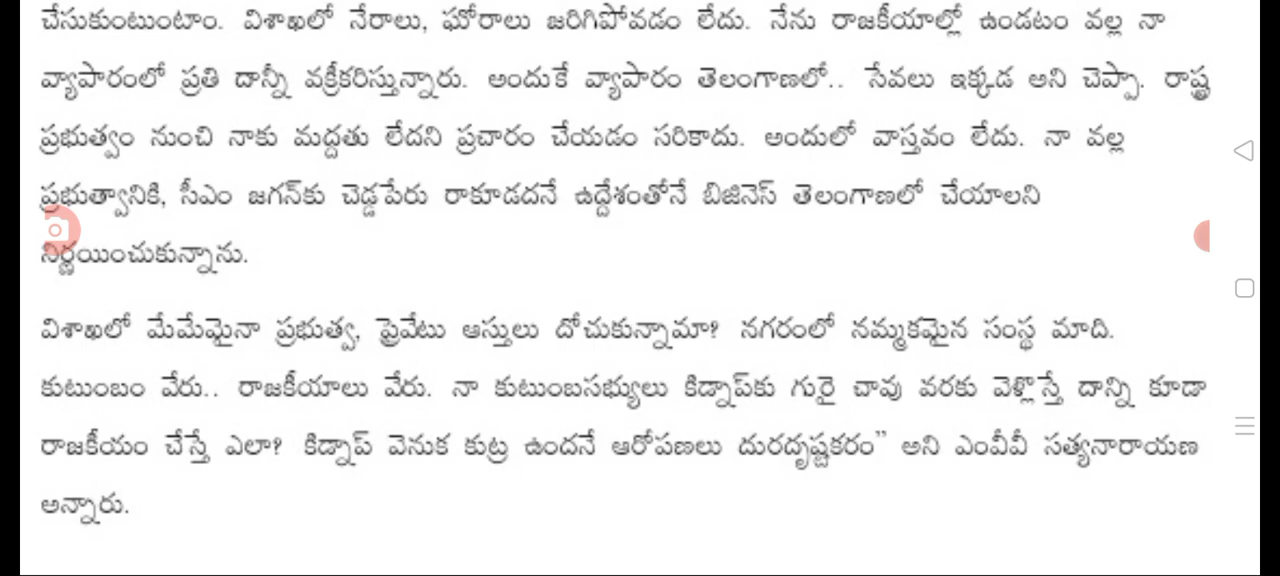 చేసుకుంటుంటాం. విశాఖలో నేరాలు, ఘోరాలు జరిగిపోవడం లేదు. నేను రాజకీయాల్లో ఉండటం వల్ల నా
వ్యాపారంలో ప్రతి దాన్నీ వక్రీకరిస్తున్నారు. అందుకే వ్యాపారం తెలంగాణలో.. సేవలు ఇక్కడ అని చెప్పా. రాష్ట్ర
ప్రభుత్వం నుంచి నాకు మద్దతు లేదని ప్రచారం చేయడం సరికాదు. అందులో వాస్తవం లేదు. నా వల్ల
ప్రభుత్వానికి, సీఎం జగన్‌కు చెడ్డపేరు రాకూడదనే ఉద్దేశంతోనే బిజినెస్ తెలంగాణలో చేయాలని
నిర్ణయించుకున్నాను.
విశాఖలో మేమేమైనా ప్రభుత్వ, ప్రైవేటు ఆస్తులు దోచుకున్నామా? నగరంలో నమ్మకమైన సంస్థ మాది.
కుటుంబం వేరు.. రాజకీయాలు వేరు. నా కుటుంబసభ్యులు కిడ్నాప్‌కు గురై చావు వరకు వెళ్లొస్తే దాన్ని కూడా
రాజకీయం చేస్తే ఎలా? కిడ్నాప్ వెనుక కుట్ర ఉందనే ఆరోపణలు దురదృష్టకరం” అని ఎంవీవీ సత్యనారాయణ
అన్నారు.